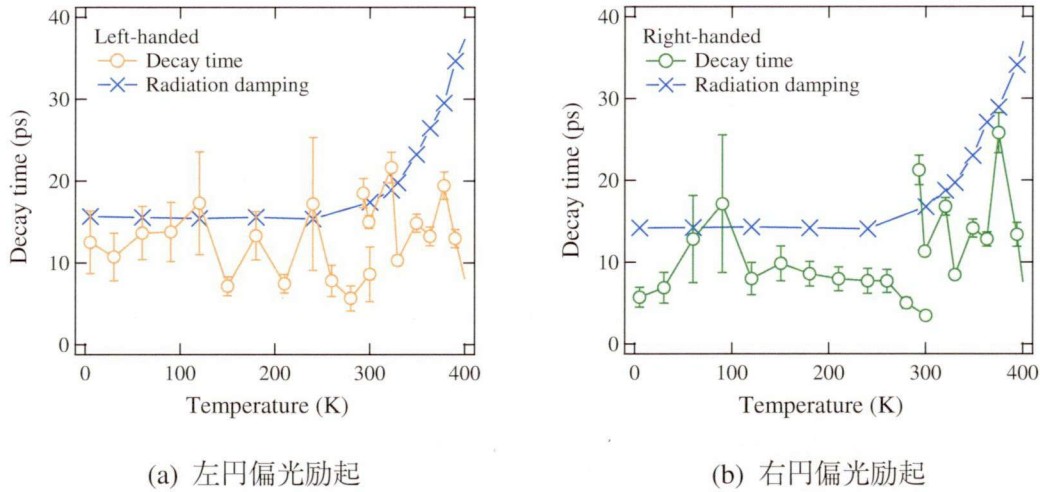 40
30
20
10
0
Decay time (ps)
Left-handed
Decay time
Radiation damping
0 100 200 300 400
Temperature (K)
(a) 左円偏光励起
40
30
20
10
0
Decay time (ps)
Right-handed
Decay time
Radiation damping
0 100 200 300 400
Temperature (K)
(b) 右円偏光励起